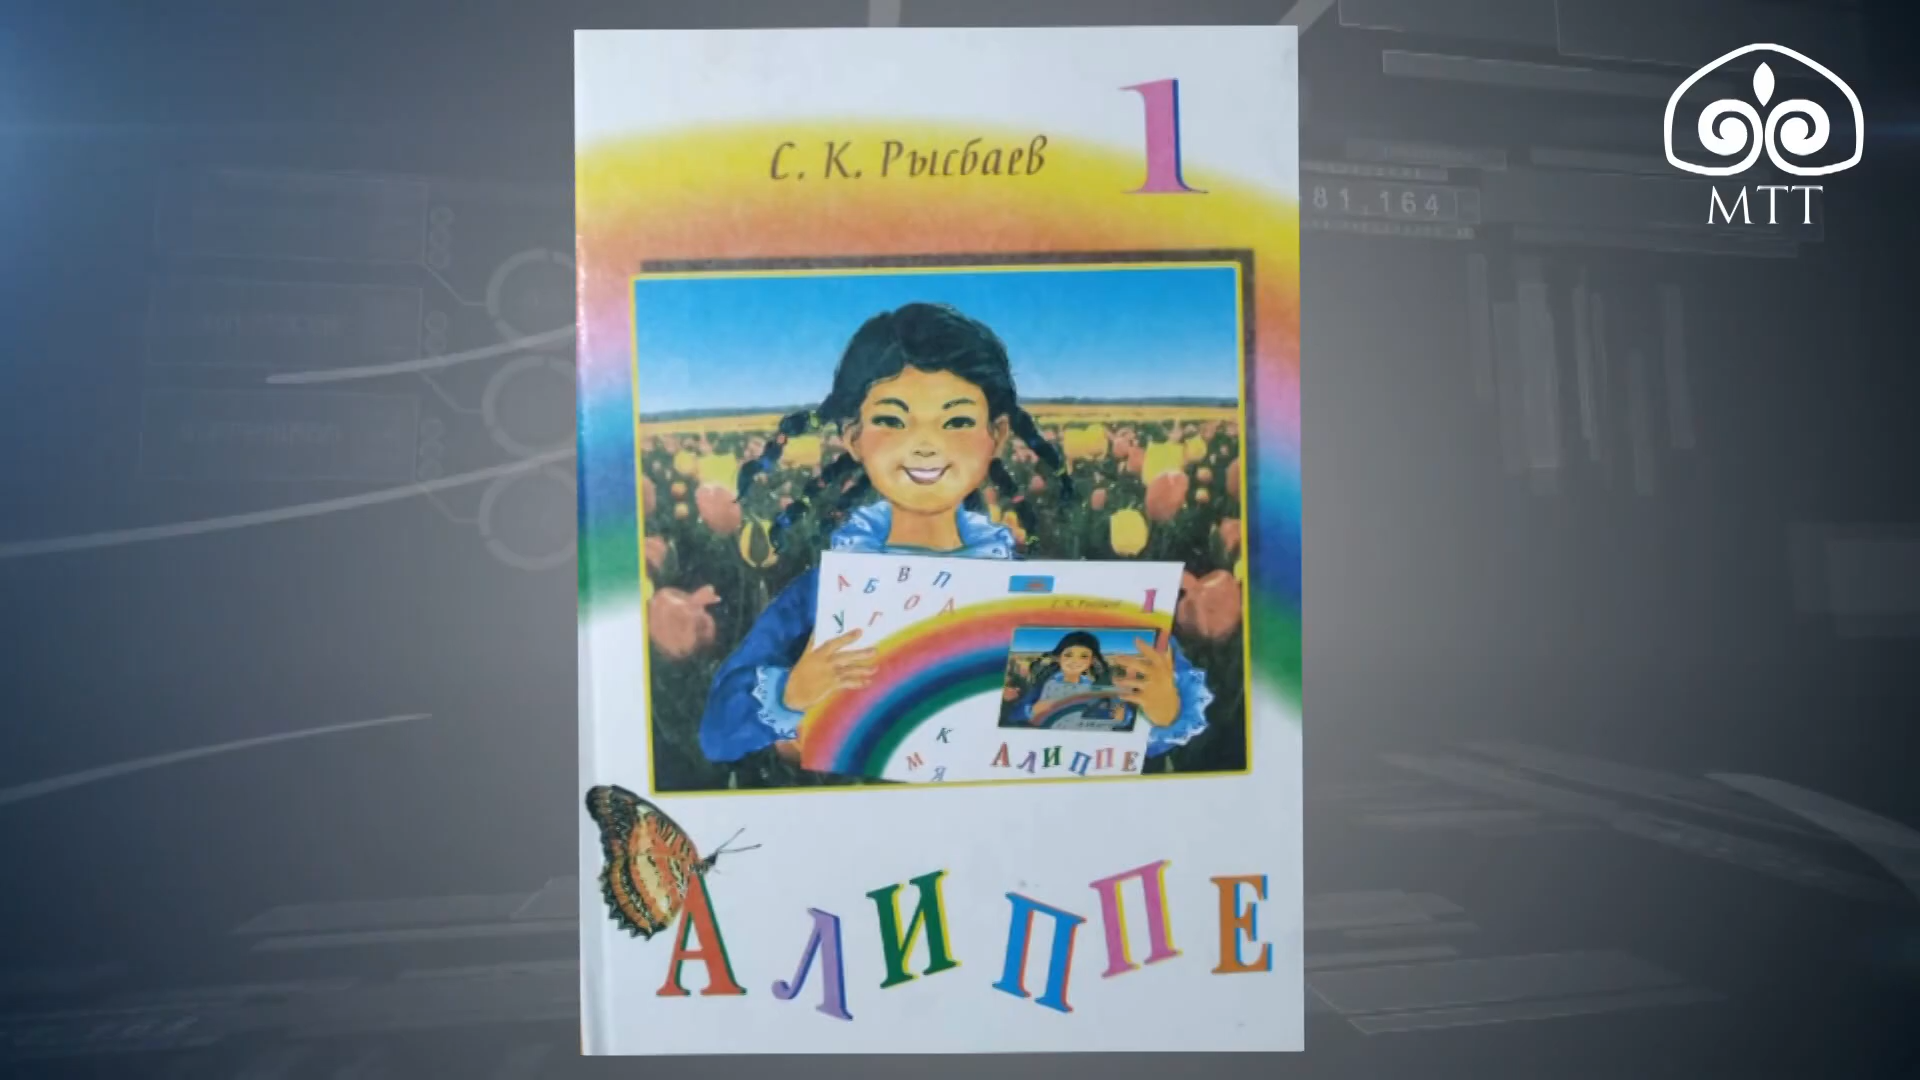 1
С. К. Рысбаев
81.164
МТТ
А Б В П
У Г О Л
1
К
М
Я
АЛИППЕ
АЛИППЕ